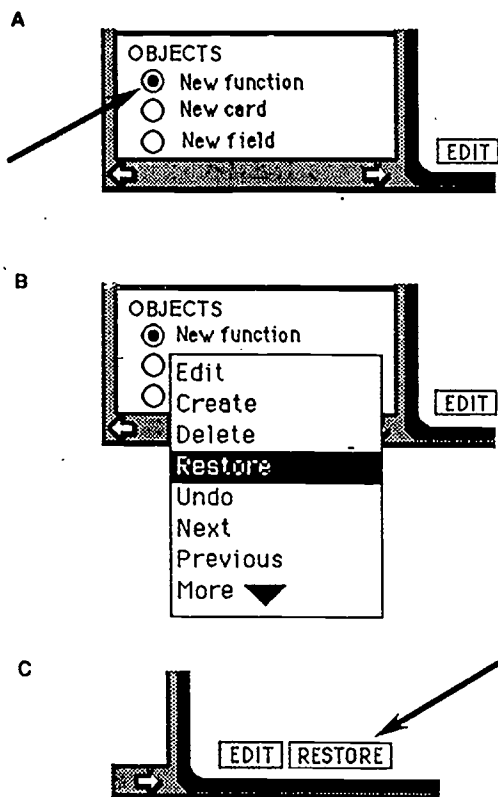 A
OBJECTS
New function
New card
New field
EDIT
B
OBJECTS
New function
Edit
Create
Delete
Restore
Undo
Next
Previous
More
EDIT
C
EDIT RESTORE